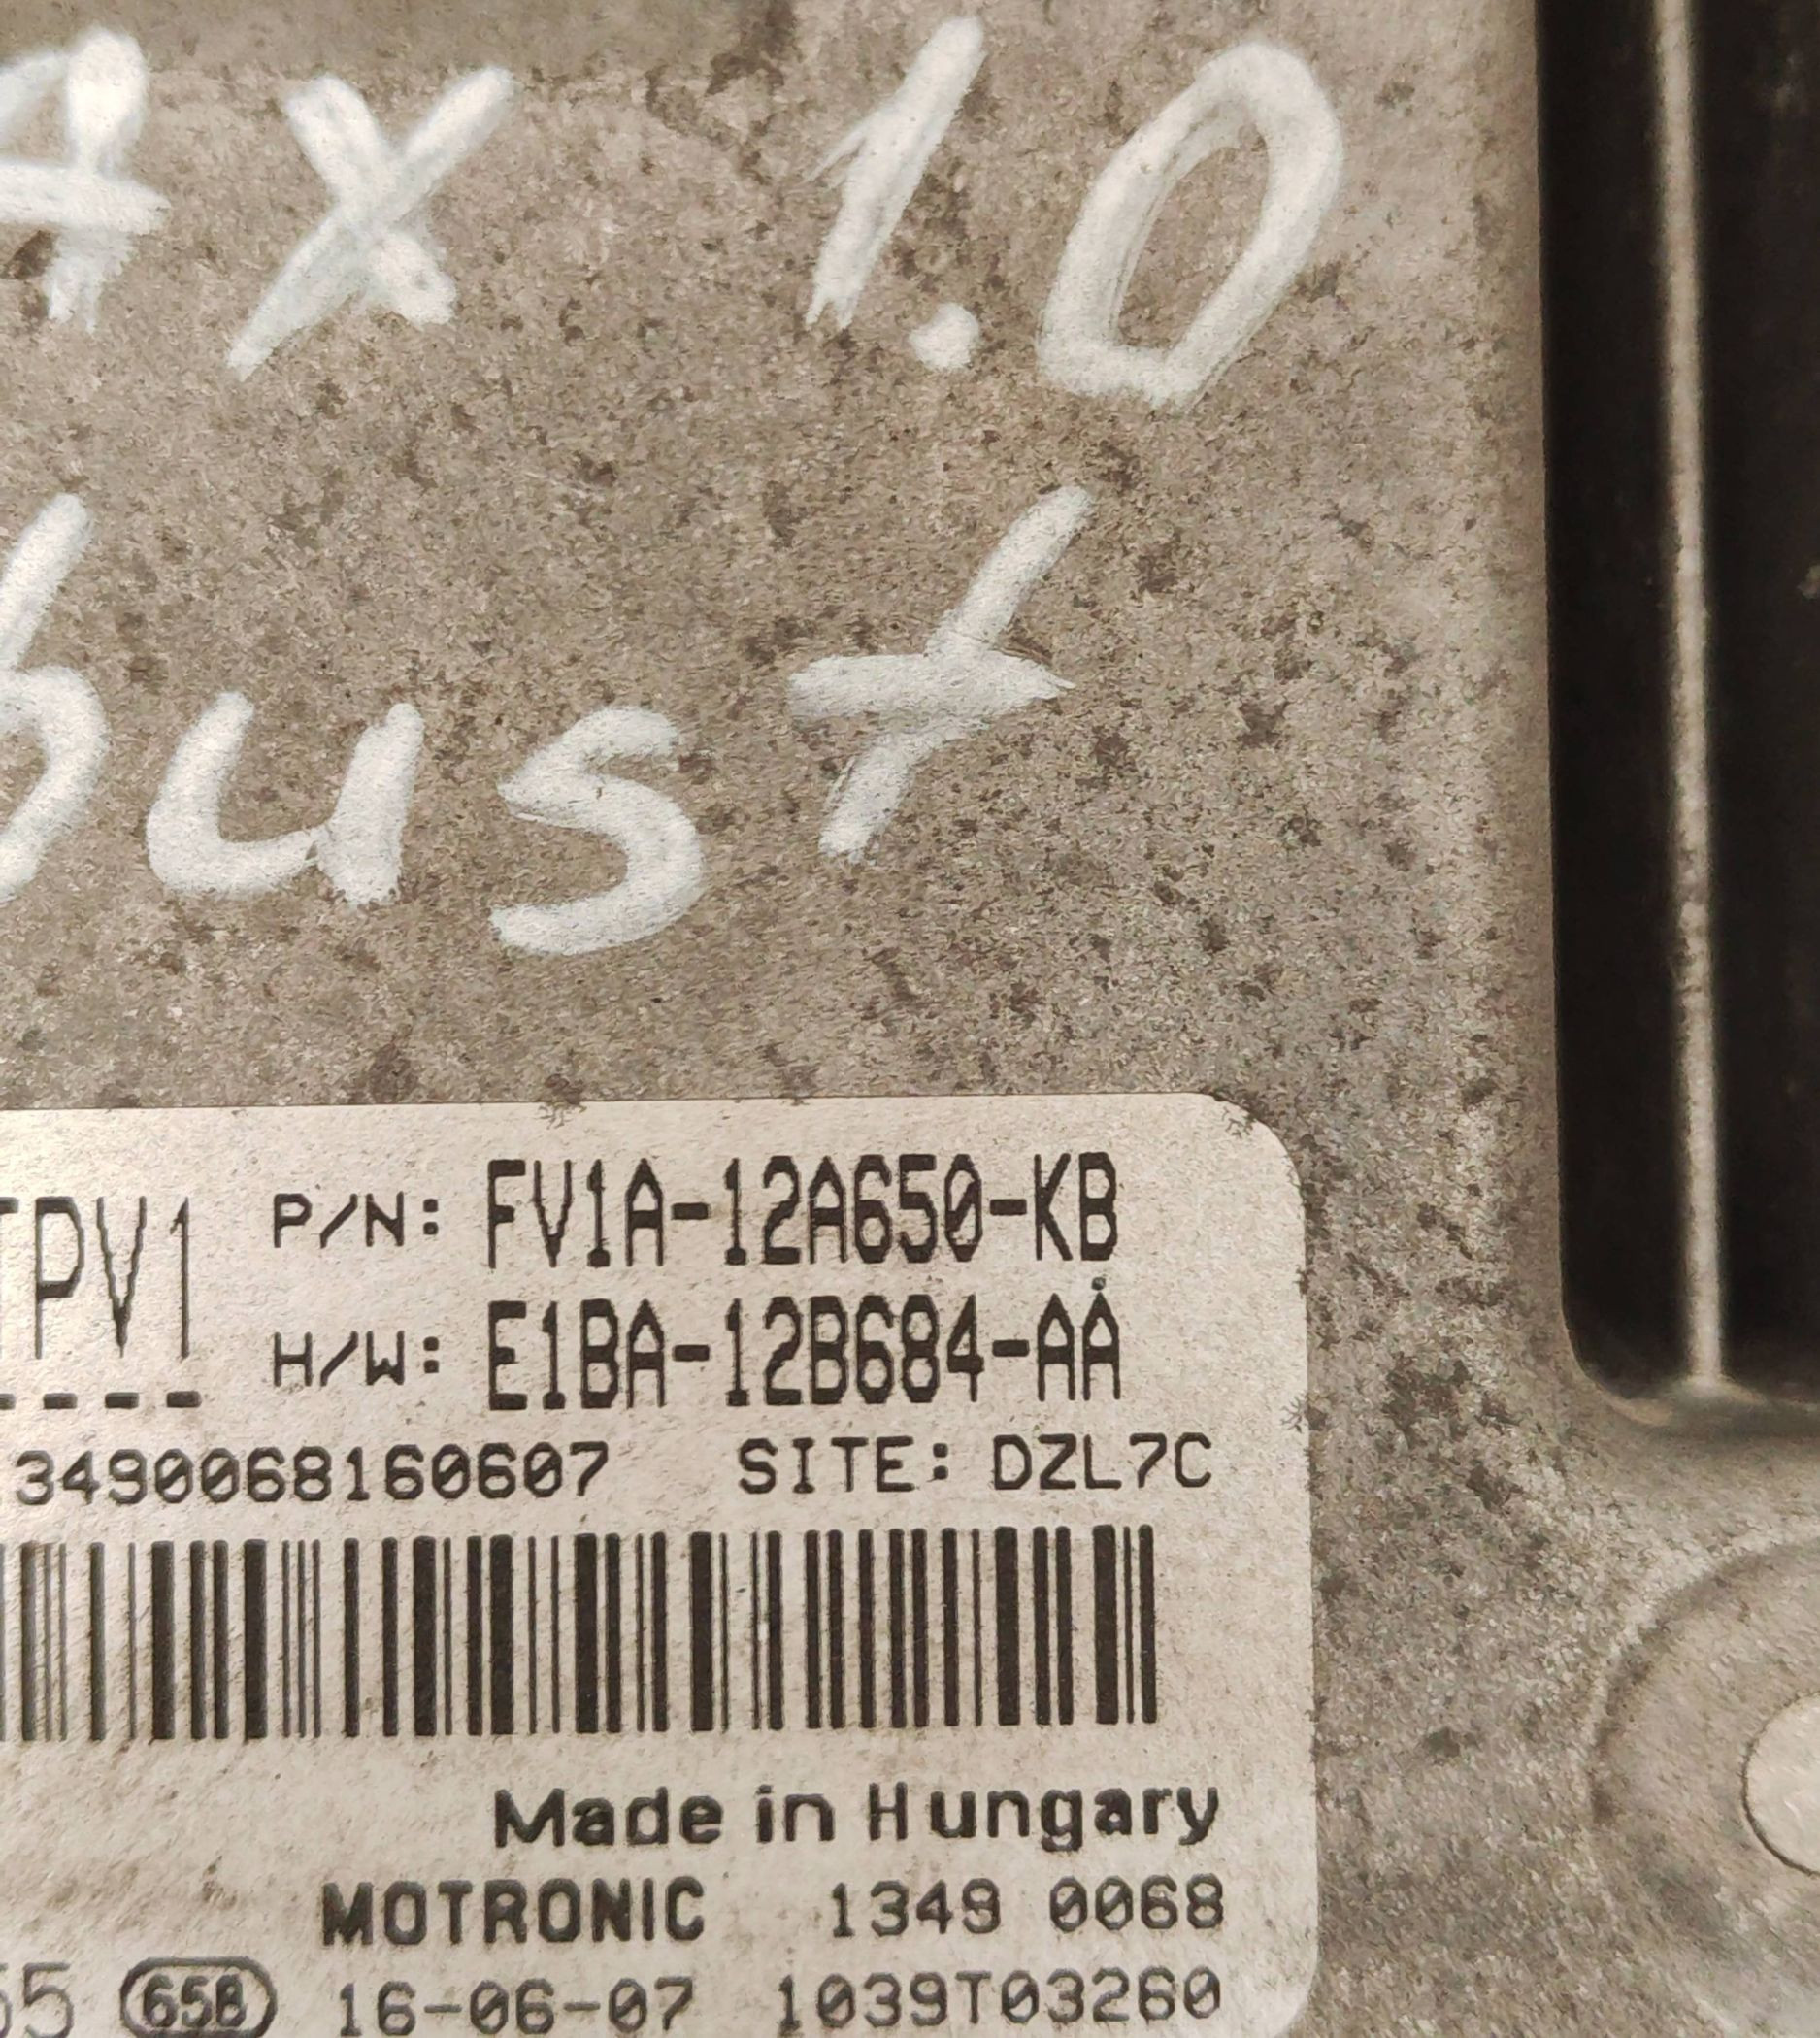 AX 1.0
bust
TPV1 P/N: FV1A-12A650-KB
---- H/W: E1BA-12B684-AA
3490068160607 SITE: DZL7C
Made in Hungary
MOTRONIC 1349 0068
55 658 16-06-07 1039T03260